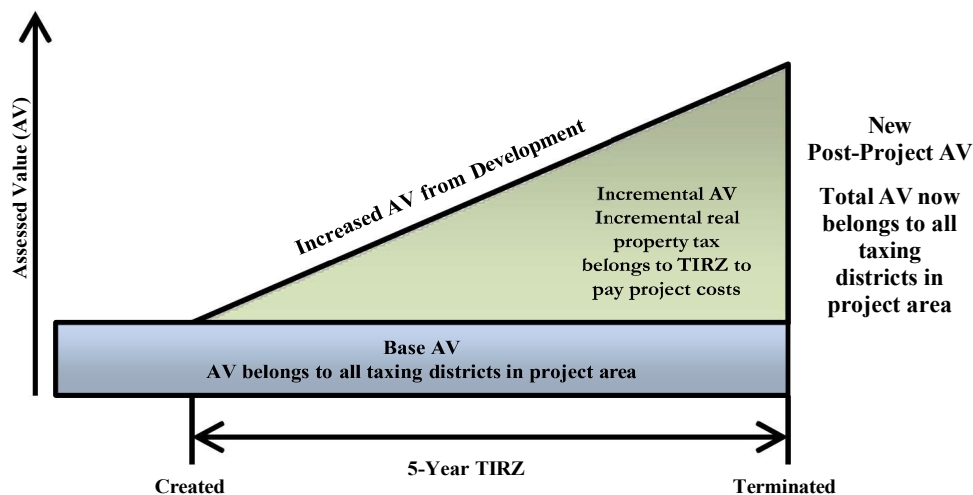 Assessed Value (AV)
Increased AV from Development
Incremental AV
Incremental real
property tax
belongs to TIRZ to
pay project costs
New
Post-Project AV
Total AV now
belongs to all
taxing
districts in
project area
Base AV
AV belongs to all taxing districts in project area
5-Year TIRZ
Created
Terminated